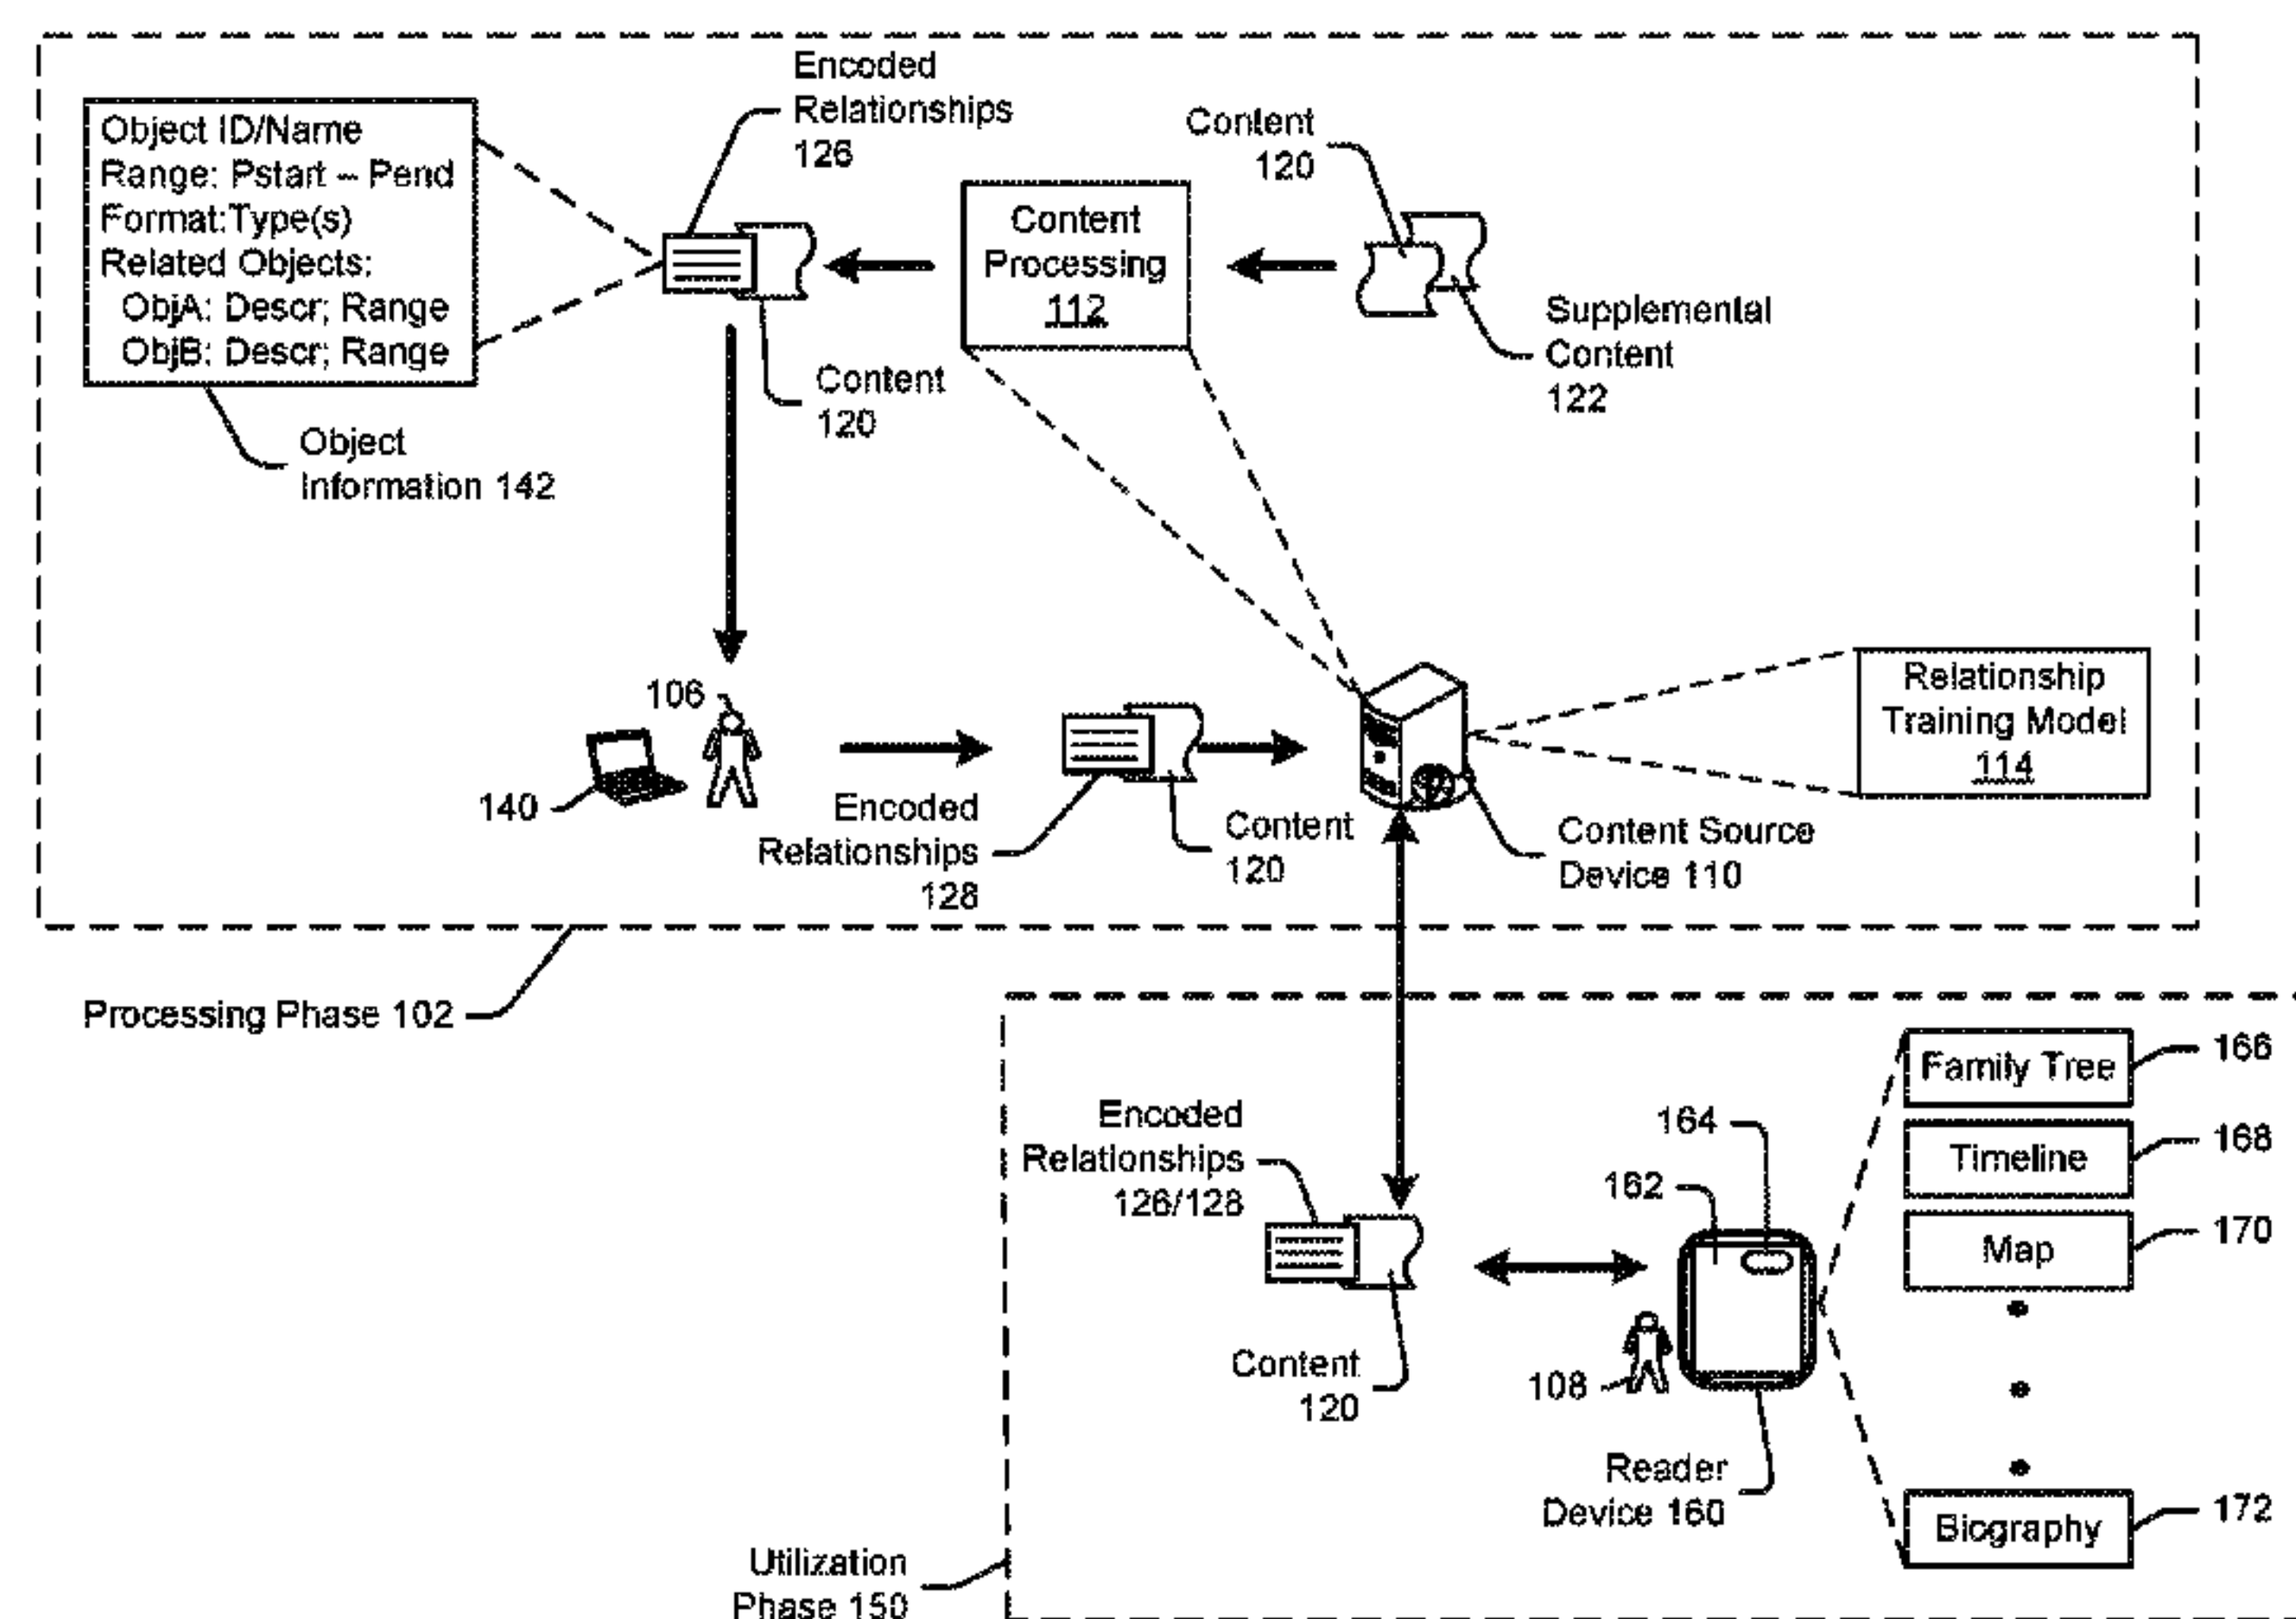 Encoded
Relationships
126
Object ID/Name
Range: Pstart – Pend
Format:Type(s)
Related Objects:
ObjA: Descr; Range
ObjB: Descr; Range
Content
120
Content
Processing
112
Supplemental
Content
122
Content
120
Object
Information 142
106
140
Encoded
Relationships
128
Content
120
Relationship
Training Model
114
Content Source
Device 110
Processing Phase 102
Encoded
Relationships
126/128
Content
120
164
162
108
Reader
Device 160
Family Tree
166
Timeline
168
Map
170
Biography
172
Utilization
Phase 150